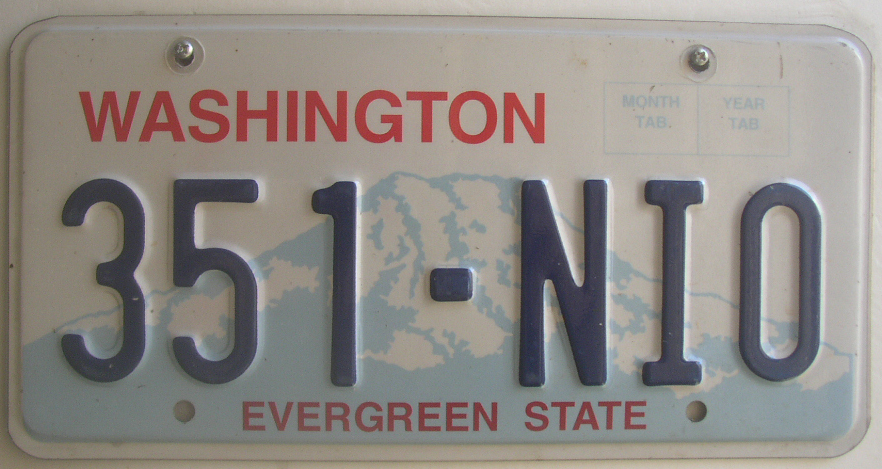 WASHINGTON
MONTH YEAR
TAB. TAB
351-NIO
EVERGREEN STATE